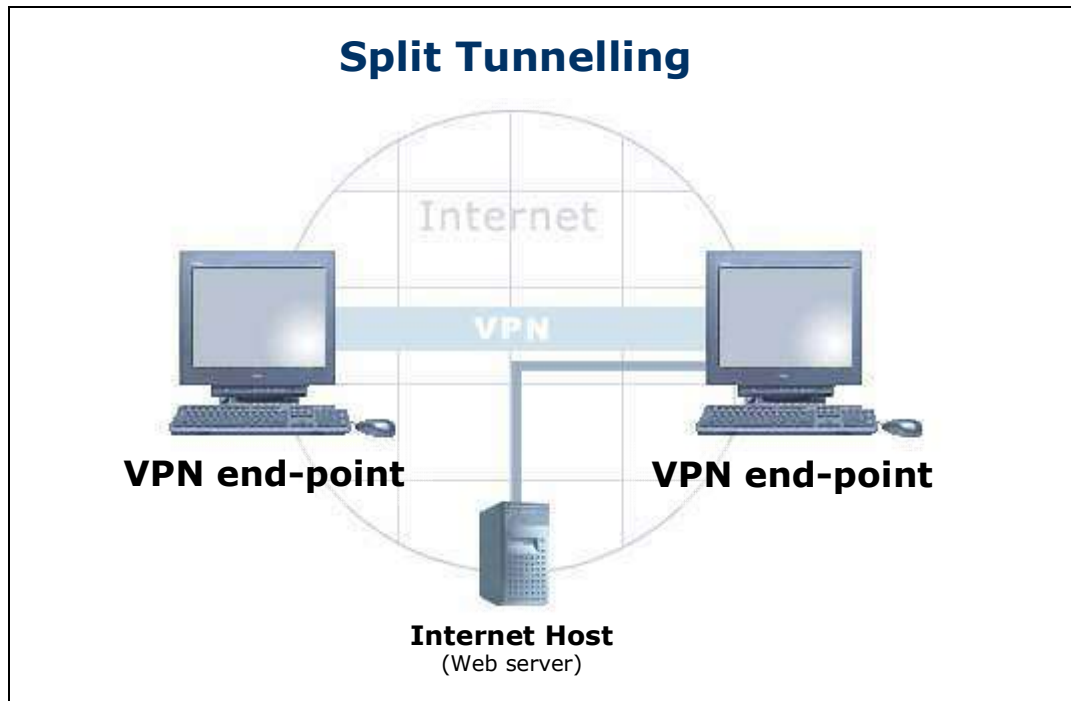 Split Tunnelling
Internet
VPN
VPN end-point
VPN end-point
Internet Host
(Web server)